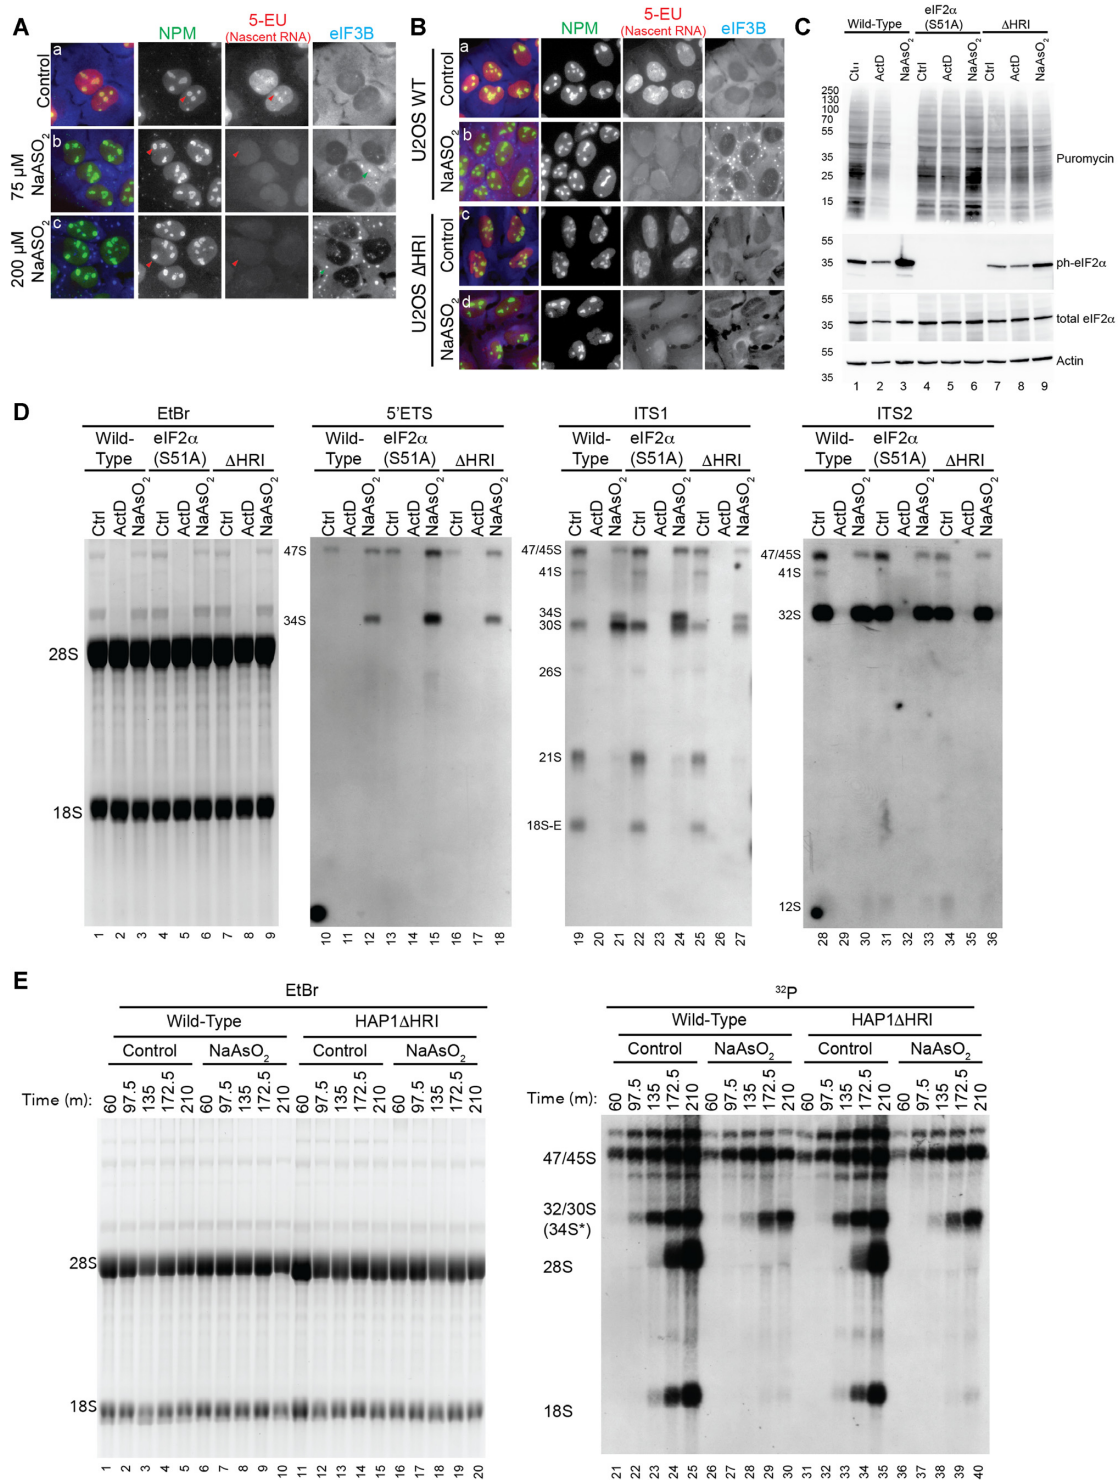 A
NPM
5-EU
(Nascent RNA)
eIF3B
a
Control
b
75 µM
NaASO2
c
200 µM
NaASO2
B
NPM
5-EU
(Nascent RNA)
eIF3B
U2OS WT
a
Control
b
NaASO2
U2OS ΔHRI
c
Control
d
NaASO2
C
Wild-Type
eIF2α
(S51A)
ΔHRI
ActD NaAsO2 Ctrl ActD NaAsO2 Ctrl ActD NaAsO2
250
130
100
70
55
35
25
15
Puromycin
55
35
ph-eIF2α
55
35
total eIF2α
55
35
Actin
1 2 3 4 5 6 7 8 9
D
EtBr
Wild-Type
eIF2α
(S51A)
ΔHRI
Ctrl ActD NaAsO2 Ctrl ActD NaAsO2 Ctrl ActD NaAsO2
28S
18S
1 2 3 4 5 6 7 8 9
5'ETS
Wild-Type
eIF2α
(S51A)
ΔHRI
Ctrl ActD NaAsO2 Ctrl ActD NaAsO2 Ctrl ActD NaAsO2
47S
34S
10 11 12 13 14 15 16 17 18
ITS1
Wild-Type
eIF2α
(S51A)
ΔHRI
Ctrl ActD NaAsO2 Ctrl ActD NaAsO2 Ctrl ActD NaAsO2
47/45S
41S
34S
30S
26S
21S
18S-E
19 20 21 22 23 24 25 26 27
ITS2
Wild-Type
eIF2α
(S51A)
ΔHRI
Ctrl ActD NaAsO2 Ctrl ActD NaAsO2 Ctrl ActD NaAsO2
47/45S
41S
32S
12S
28 29 30 31 32 33 34 35 36
E
EtBr
Wild-Type HAP1ΔHRI
Control NaAsO2 Control NaAsO2
Time (m): 60 97.5 135 172.5 210 60 97.5 135 172.5 210 60 97.5 135 172.5 210 60 97.5 135 172.5 210
28S
18S
1 2 3 4 5 6 7 8 9 10 11 12 13 14 15 16 17 18 19 20
32P
Wild-Type HAP1ΔHRI
Control NaAsO2 Control NaAsO2
Time (m): 60 97.5 135 172.5 210 60 97.5 135 172.5 210 60 97.5 135 172.5 210 60 97.5 135 172.5 210
47/45S
32/30S
(34S*)
28S
18S
21 22 23 24 25 26 27 28 29 30 31 32 33 34 35 36 37 38 39 40